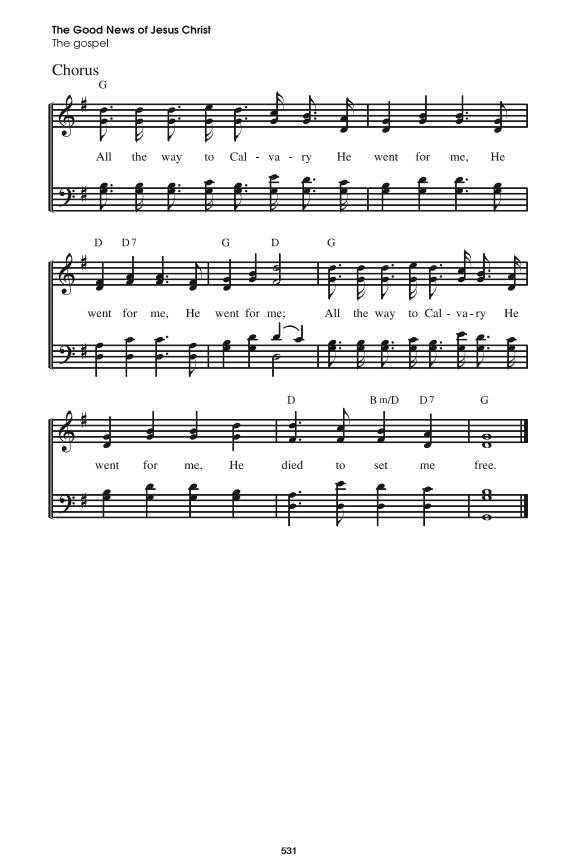 The Good News of Jesus Christ
The gospel
Chorus
G
All the way to Cal - va - ry He went for me, He
D D7 G D G
went for me, He went for me; All the way to Cal - va - ry He
D Bm/D D7 G
went for me, He died to set me free.
531